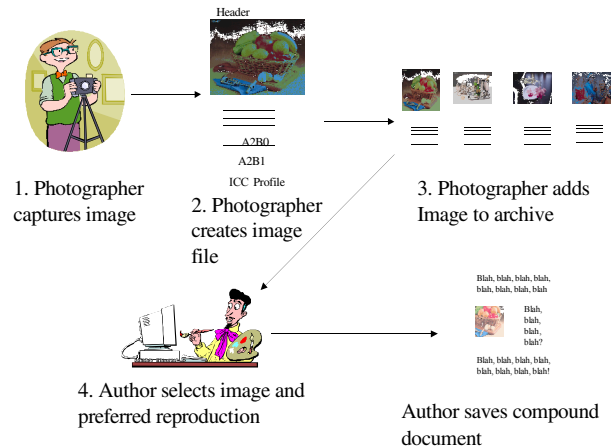 Header
A2B0
A2B1
ICC Profile
1. Photographer
captures image
2. Photographer
creates image
file
3. Photographer adds
Image to archive
4. Author selects image and
preferred reproduction
Blah, blah, blah, blah,
blah, blah, blah, blah
Blah,
blah,
blah,
blah?
Blah, blah, blah, blah,
blah, blah, blah, blah!
Author saves compound
document